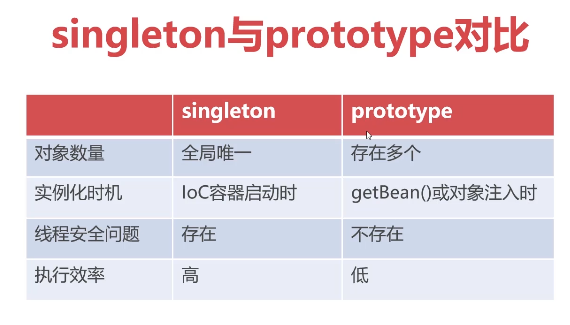 singleton与prototype对比
singleton prototype
对象数量 全局唯一 存在多个
实例化时机 IoC容器启动时 getBean()或对象注入时
线程安全问题 存在 不存在
执行效率 高 低